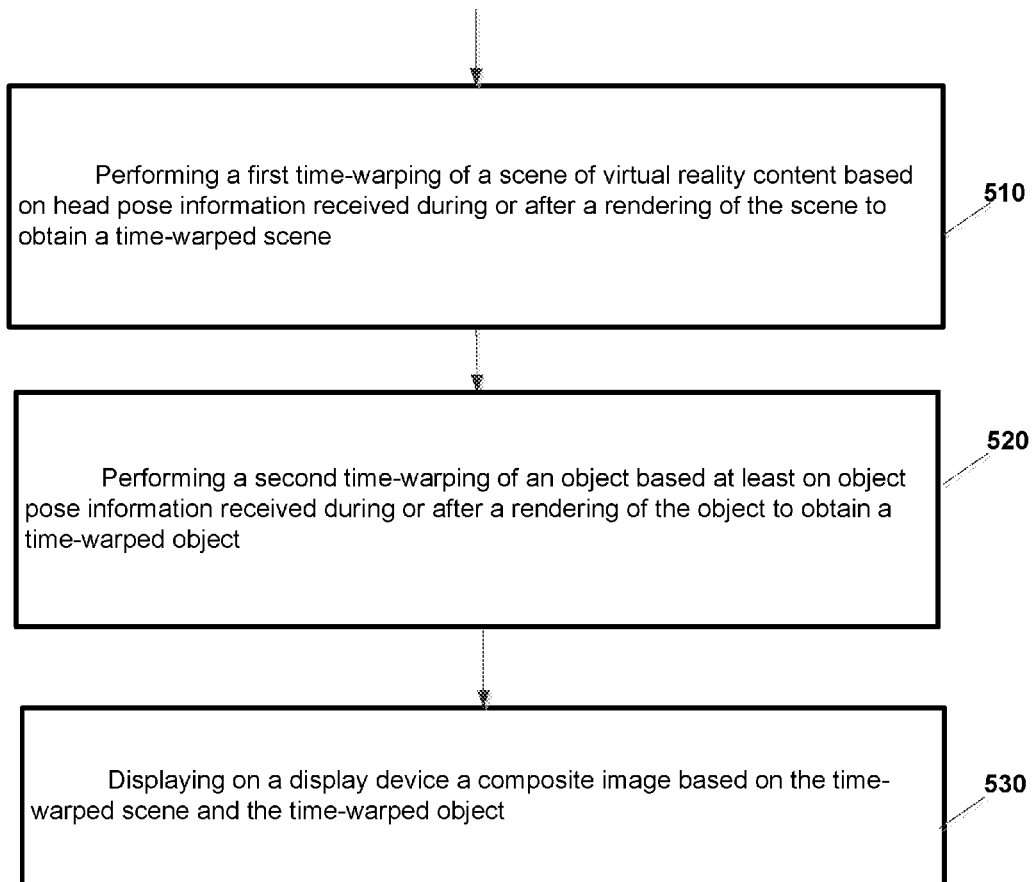 Performing a first time-warping of a scene of virtual reality content based
on head pose information received during or after a rendering of the scene to
obtain a time-warped scene
510
Performing a second time-warping of an object based at least on object
pose information received during or after a rendering of the object to obtain a
time-warped object
520
Displaying on a display device a composite image based on the time-
warped scene and the time-warped object
530